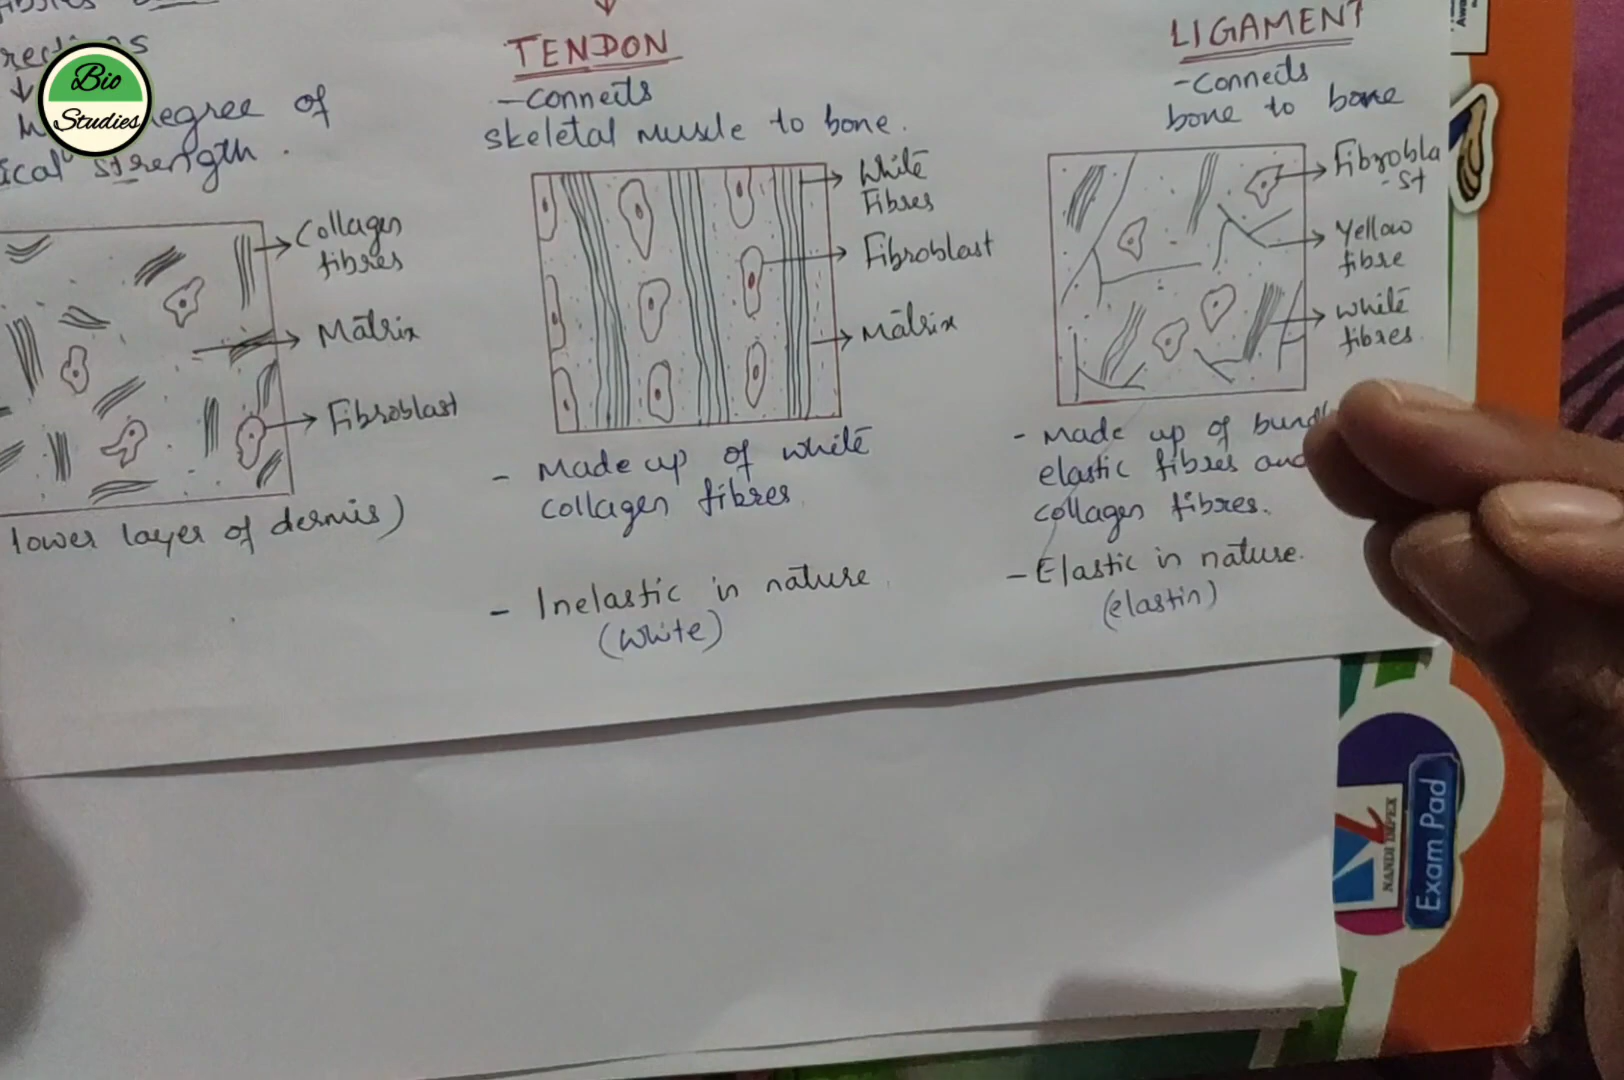 Bio
Studies
degree of
strength.
Collagen
fibres
Matrix
Fibroblast
lower layer of dermis)
TENDON
- Connects
skeletal muscle to bone.
White
Fibres
Fibroblast
Matrix
- Made up of white
collagen fibres
- Inelastic in nature
(white)
LIGAMENT
- Connects
bone to bone
Fibrobla
-st
Yellow
fibre
white
fibres.
- Made up of
elastic fibres and
collagen fibres.
- Elastic in nature.
(elastin)
NANDI IMPEX
Exam Pad